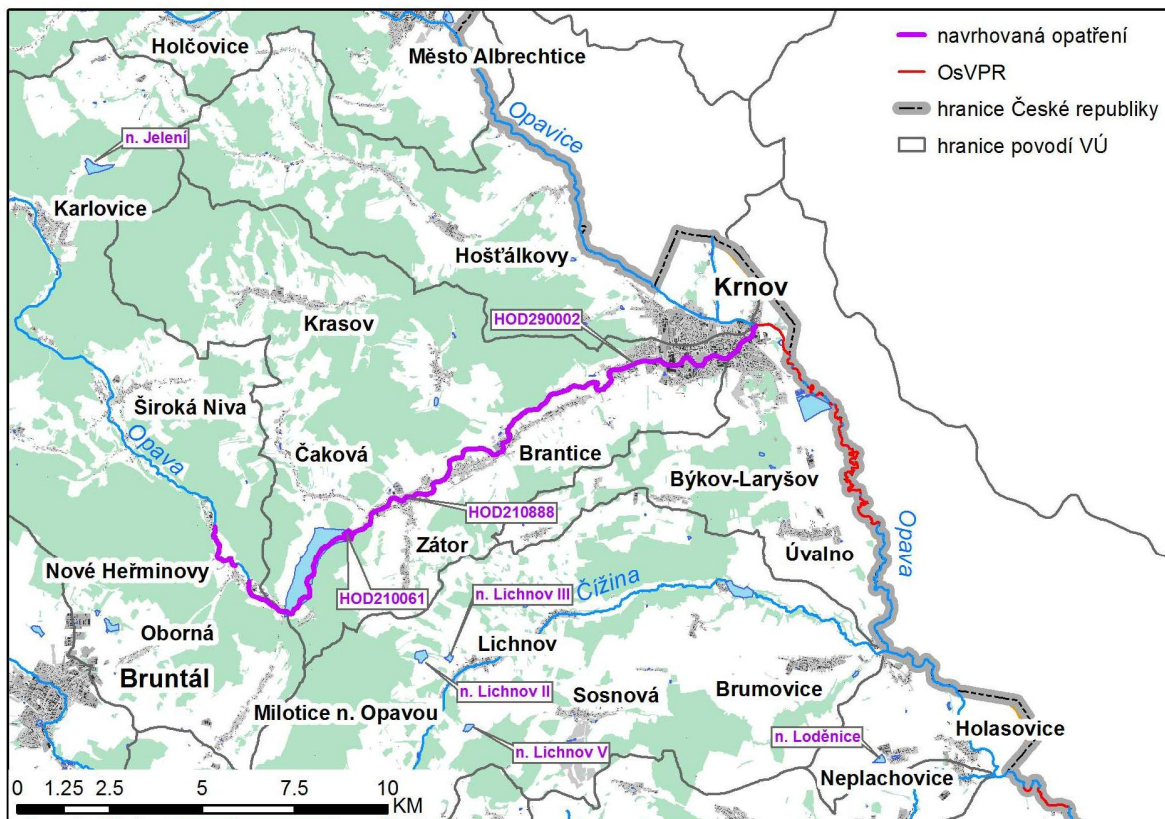 Holčovice
Město Albrechtice
navrhovaná opatření
OsVPR
hranice České republiky
hranice povodí VÚ
Opavice
n. Jelení
Karlovice
Hošťálkovy
Krnov
Krasov
HOD290002
Široká Niva
Opava
Čaková
Brantice
Býkov-Laryšov
HOD210888
Zátor
Úvalno
Opava
Nové Heřminovy
HOD210061
n. Lichnov III
Čížina
Oborná
Lichnov
Bruntál
n. Lichnov II
Milotice n. Opavou
Sosnová
Brumovice
n. Lichnov V
n. Loděnice
Holasovice
Neplachovice
0 1.25 2.5 5 7.5 10
KM